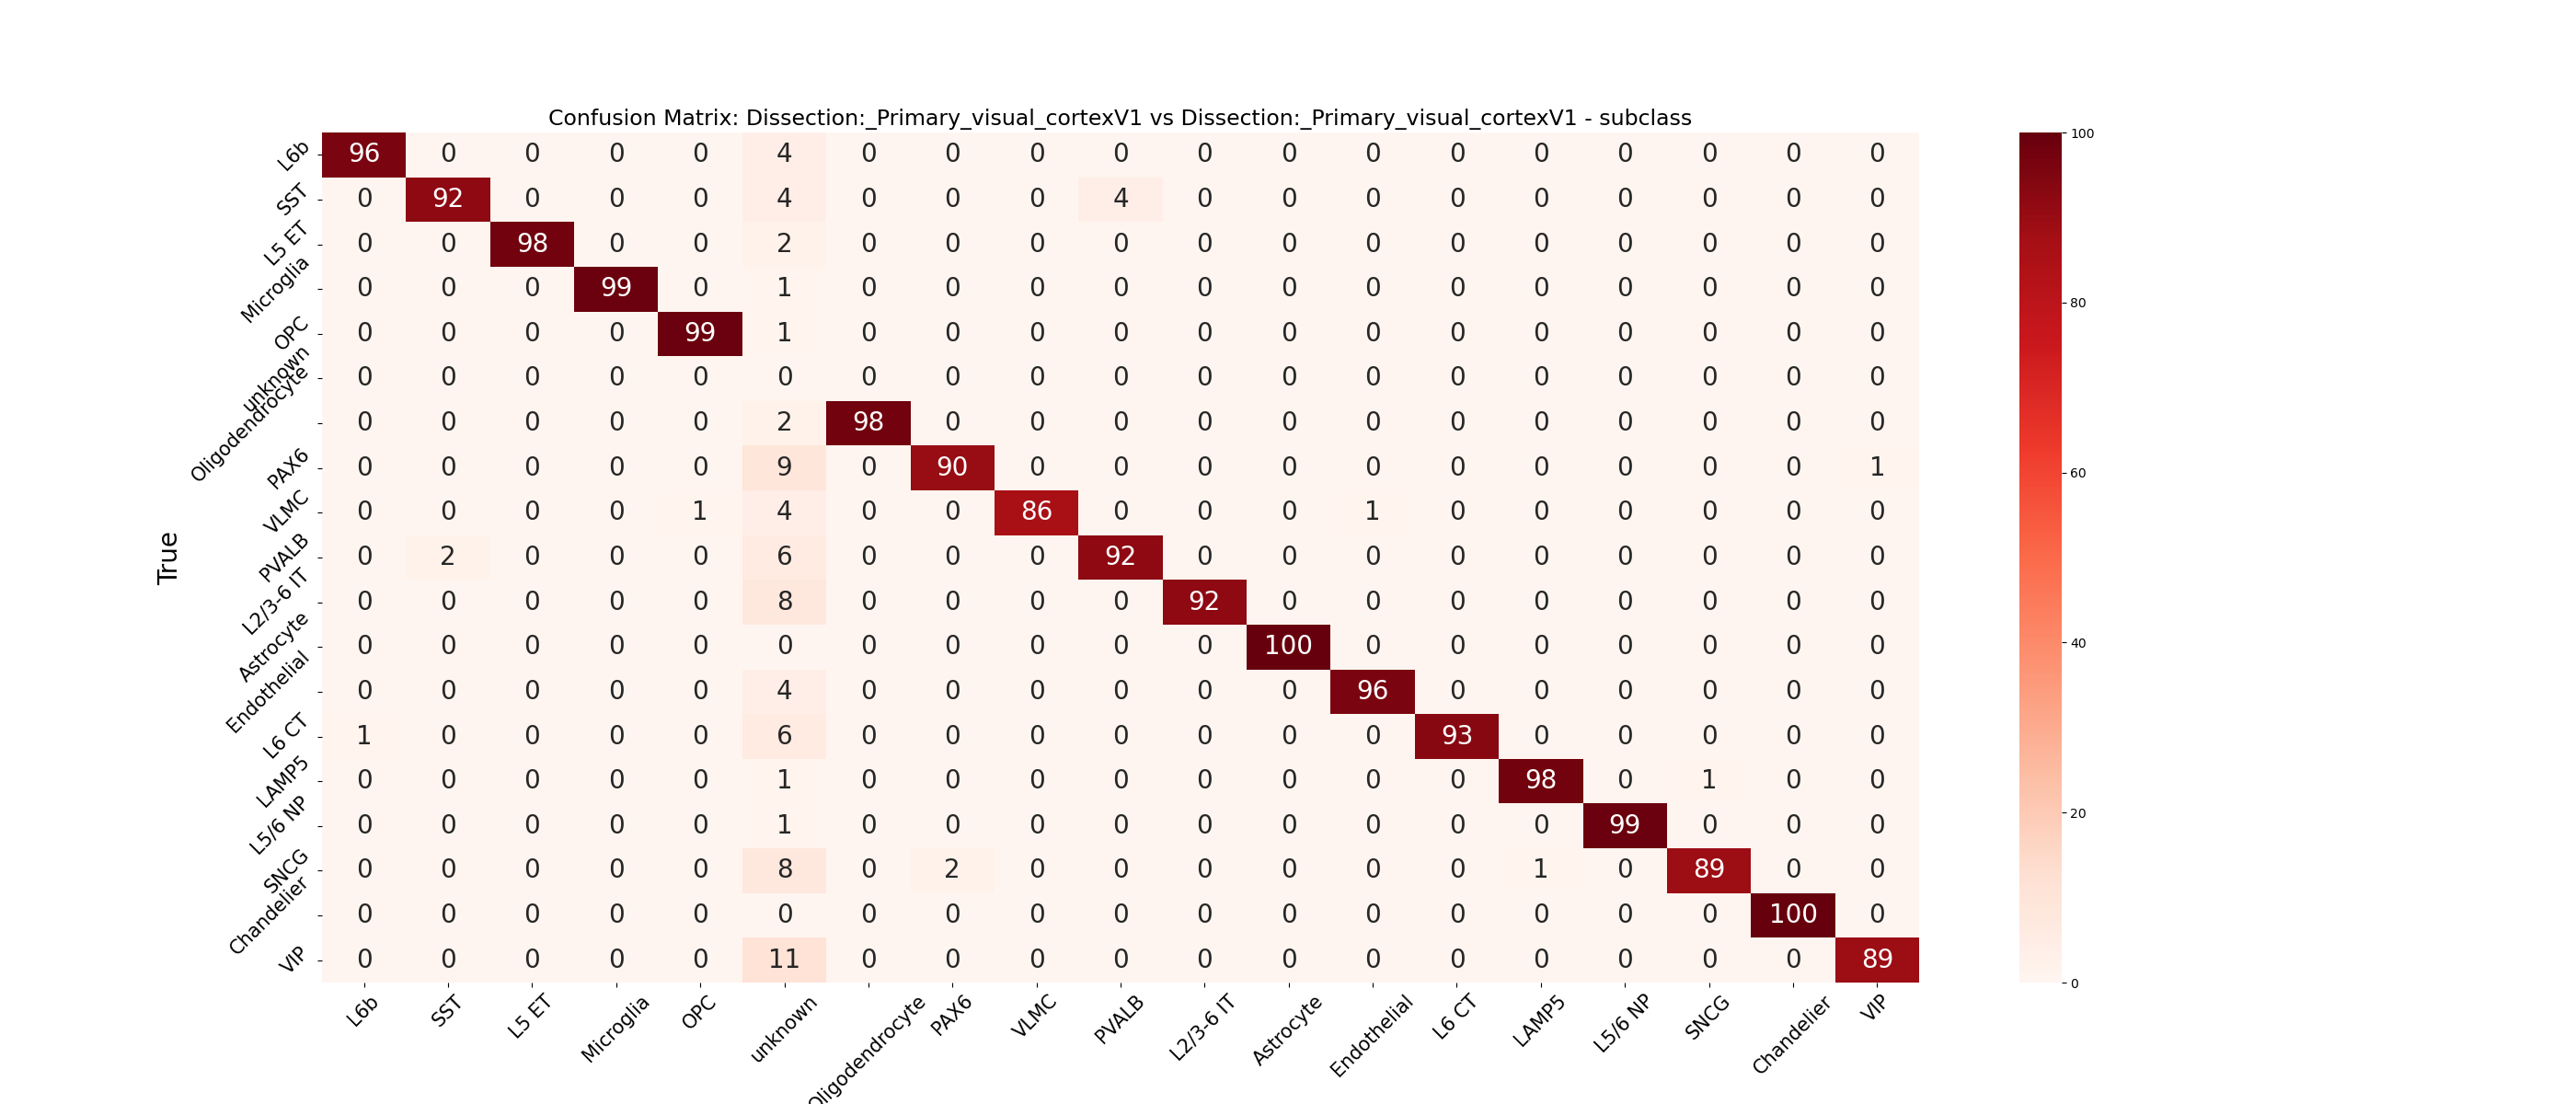 Confusion Matrix: Dissection:_Primary_visual_cortexV1 vs Dissection:_Primary_visual_cortexV1 - subclass
True
L6b 96 0 0 0 0 4 0 0 0 0 0 0 0 0 0 0 0 0 0
SST 0 92 0 0 0 4 0 0 0 4 0 0 0 0 0 0 0 0 0
L5 ET 0 0 98 0 0 2 0 0 0 0 0 0 0 0 0 0 0 0 0
Microglia 0 0 0 99 0 1 0 0 0 0 0 0 0 0 0 0 0 0 0
OPC 0 0 0 0 99 1 0 0 0 0 0 0 0 0 0 0 0 0 0
unknown 0 0 0 0 0 0 0 0 0 0 0 0 0 0 0 0 0 0 0
Oligodendrocyte 0 0 0 0 0 2 98 0 0 0 0 0 0 0 0 0 0 0 0
PAX6 0 0 0 0 0 9 0 90 0 0 0 0 0 0 0 0 0 0 1
VLMC 0 0 0 0 1 4 0 0 86 0 0 0 1 0 0 0 0 0 0
PVALB 0 2 0 0 0 6 0 0 0 92 0 0 0 0 0 0 0 0 0
L2/3-6 IT 0 0 0 0 0 8 0 0 0 0 92 0 0 0 0 0 0 0 0
Astrocyte 0 0 0 0 0 0 0 0 0 0 0 100 0 0 0 0 0 0 0
Endothelial 0 0 0 0 0 4 0 0 0 0 0 0 96 0 0 0 0 0 0
L6 CT 1 0 0 0 0 6 0 0 0 0 0 0 0 93 0 0 0 0 0
LAMP5 0 0 0 0 0 1 0 0 0 0 0 0 0 0 98 0 1 0 0
L5/6 NP 0 0 0 0 0 1 0 0 0 0 0 0 0 0 0 99 0 0 0
SNCG 0 0 0 0 0 8 0 2 0 0 0 0 0 0 1 0 89 0 0
Chandelier 0 0 0 0 0 0 0 0 0 0 0 0 0 0 0 0 0 100 0
VIP 0 0 0 0 0 11 0 0 0 0 0 0 0 0 0 0 0 0 89
L6b SST L5 ET Microglia OPC unknown Oligodendrocyte PAX6 VLMC PVALB L2/3-6 IT Astrocyte Endothelial L6 CT LAMP5 L5/6 NP SNCG Chandelier VIP
100
80
60
40
20
0